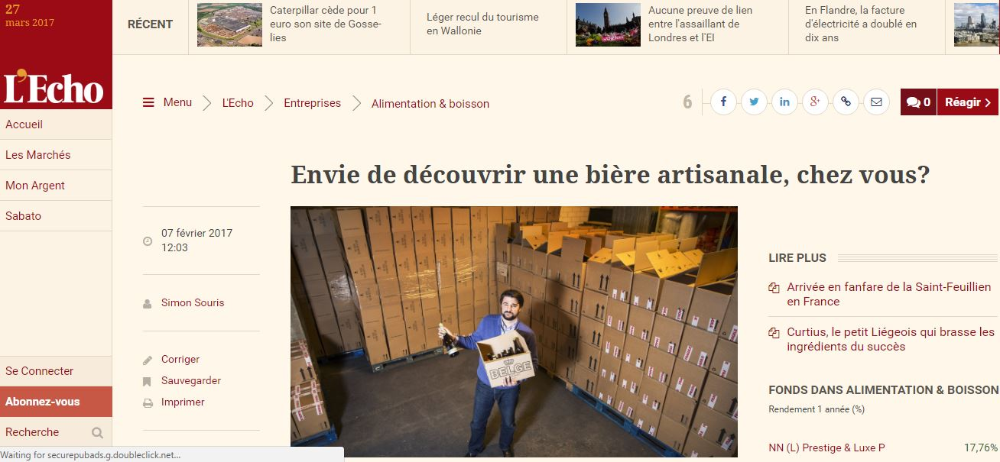 27
mars 2017
L'Echo
Accueil
Les Marchés
Mon Argent
Sabato
Se Connecter
Abonnez-vous
Recherche
Waiting for securepubads.g.doubleclick.net...
RÉCENT
Caterpillar cède pour 1
euro son site de Gosse-
lies
Léger recul du tourisme
en Wallonie
Aucune preuve de lien
entre l'assaillant de
Londres et l'EI
En Flandre, la facture
d'électricité a doublé en
dix ans
Menu
L'Echo
Entreprises
Alimentation & boisson
6
0
Réagir
Envie de découvrir une bière artisanale, chez vous?
07 février 2017
12:03
Simon Souris
Corriger
Sauvegarder
Imprimer
BELGE
LIRE PLUS
Arrivée en fanfare de la Saint-Feuillien
en France
Curtius, le petit Liégeois qui brasse les
ingrédients du succès
FONDS DANS ALIMENTATION & BOISSON
Rendement 1 année (%)
NN (L) Prestige & Luxe P 17,76%